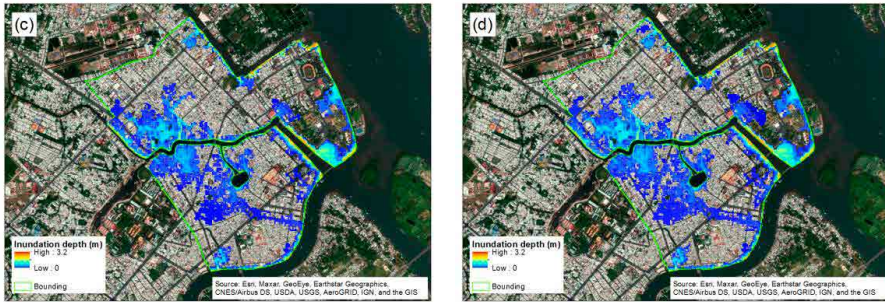 (c)
Inundation depth (m)
High : 3.2
Low : 0
Bounding
Source: Esri, Maxar, GeoEye, Earthstar Geographics,
CNES/Airbus DS, USDA, USGS, AeroGRID, IGN, and the GIS
(d)
Inundation depth (m)
High : 3.2
Low : 0
Bounding
Source: Esri, Maxar, GeoEye, Earthstar Geographics,
CNES/Airbus DS, USDA, USGS, AeroGRID, IGN, and the GIS